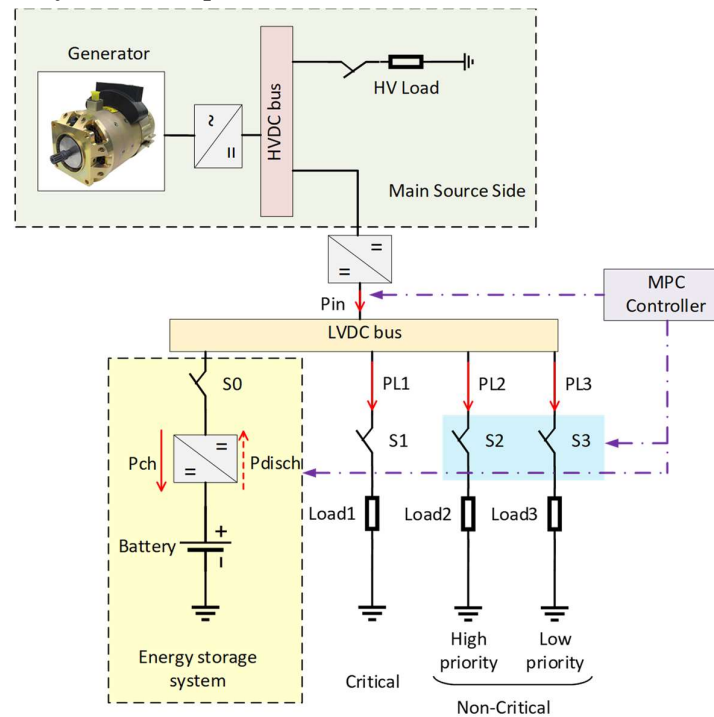 Generator
HVDC bus
HV Load
~
=
Main Source Side
=
=
Pin
MPC
Controller
LVDC bus
S0
PL1
PL2
PL3
S1
S2
S3
Pch
=
=
Pdisch
Load1
Load2
Load3
Battery
+
-
High
priority
Low
priority
Energy storage
system
Critical
Non-Critical